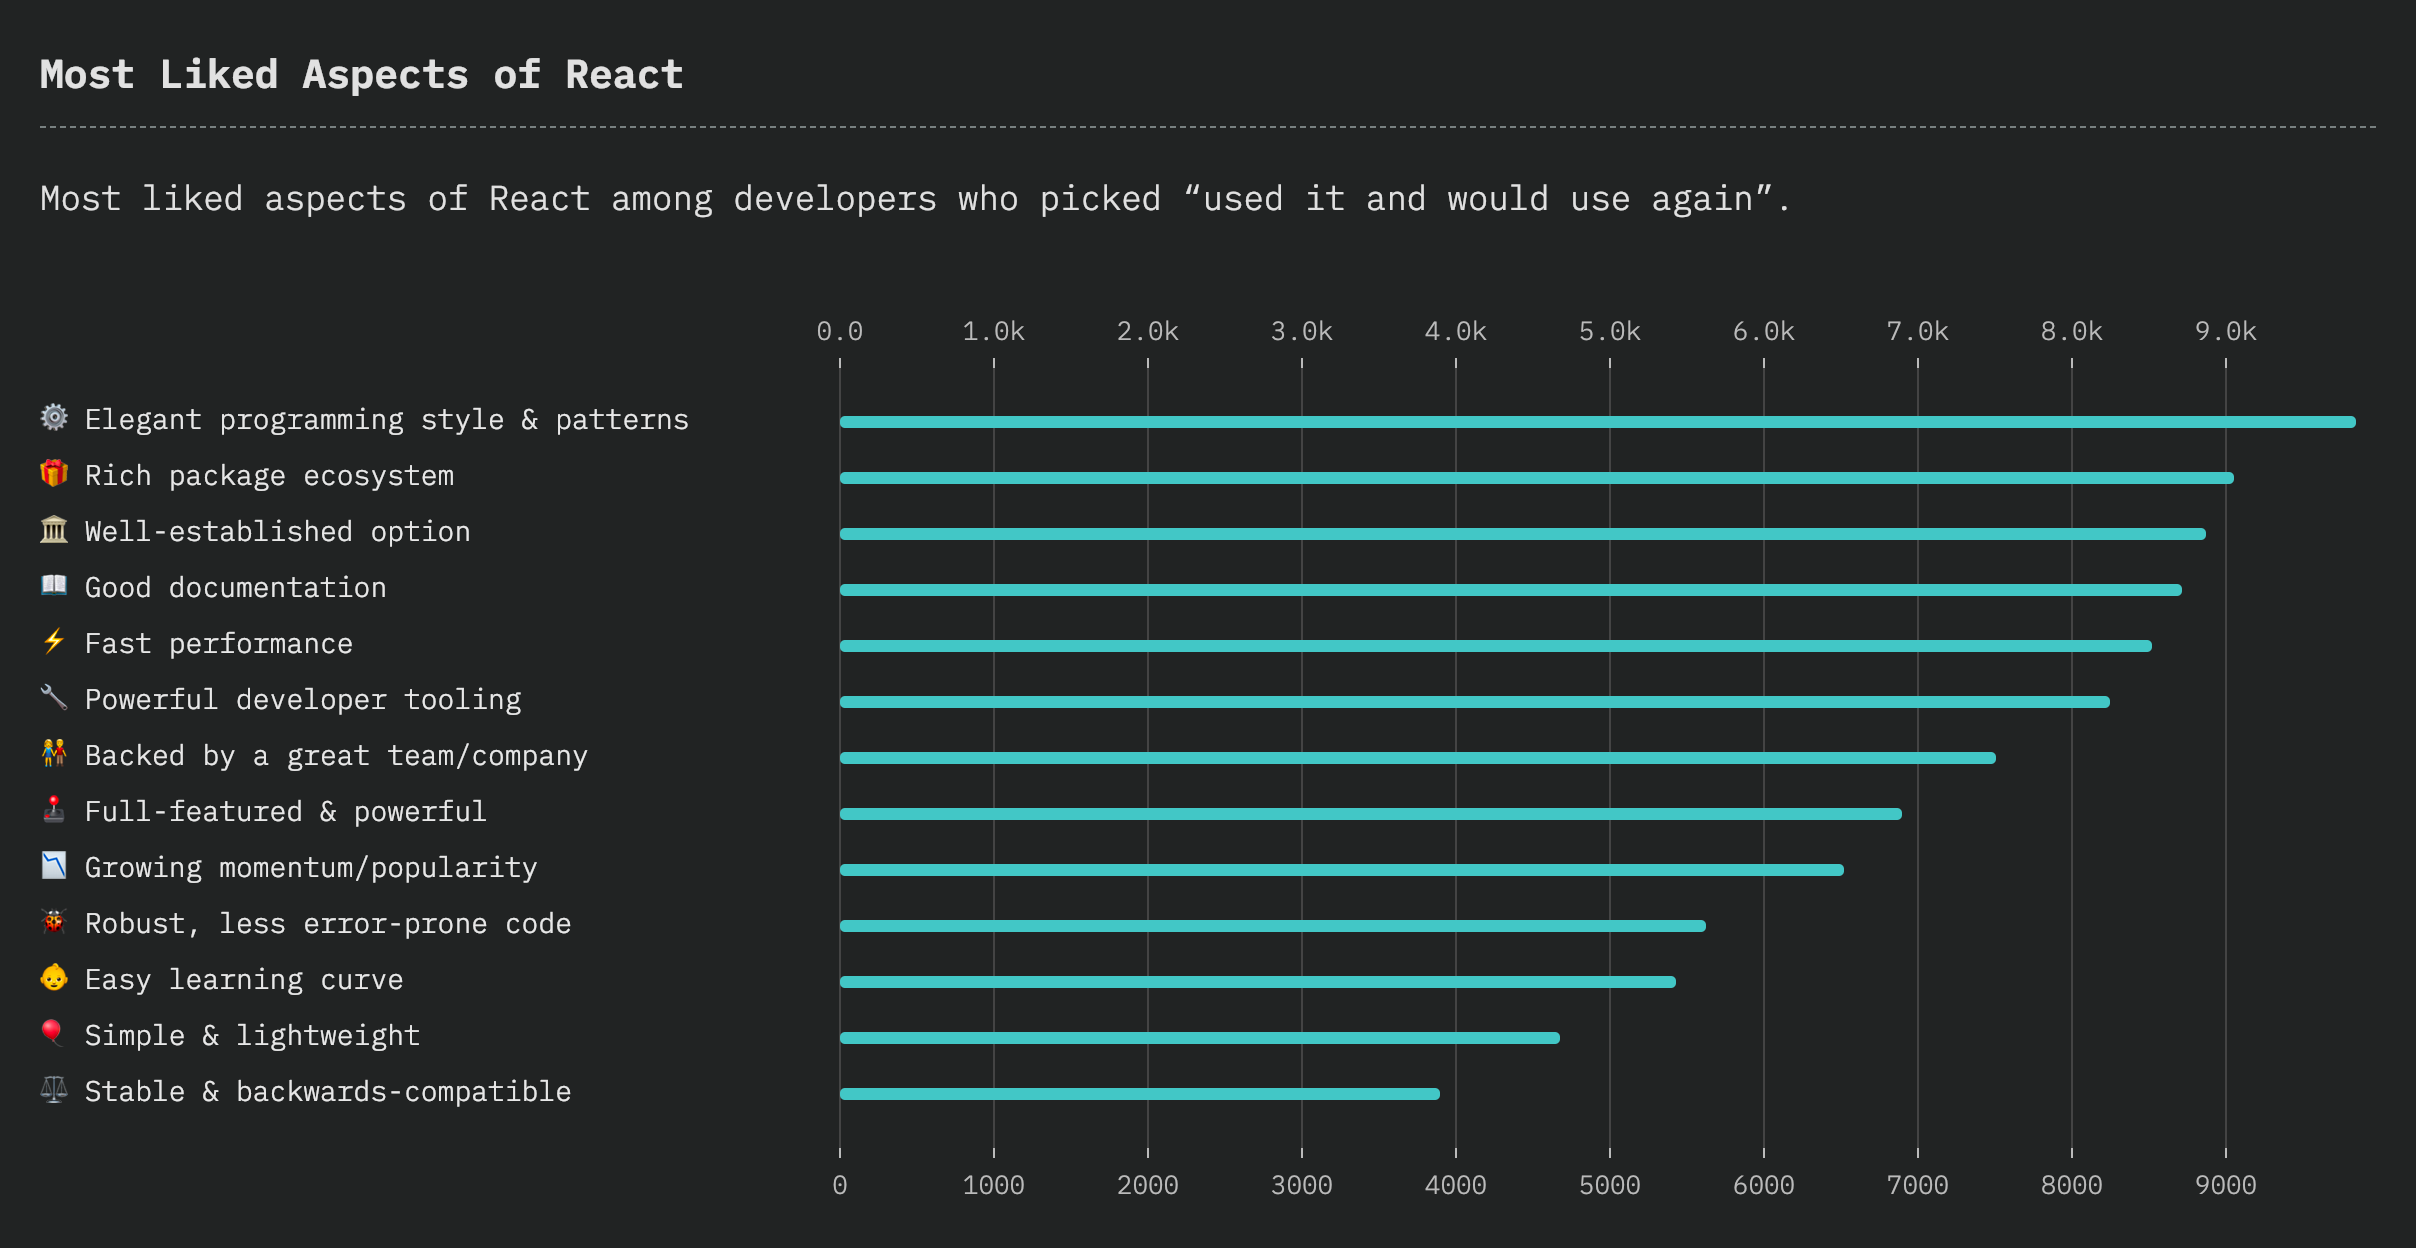 Most Liked Aspects of React
Most liked aspects of React among developers who picked “used it and would use again”.
0.0 1.0k 2.0k 3.0k 4.0k 5.0k 6.0k 7.0k 8.0k 9.0k
Elegant programming style & patterns
Rich package ecosystem
Well-established option
Good documentation
Fast performance
Powerful developer tooling
Backed by a great team/company
Full-featured & powerful
Growing momentum/popularity
Robust, less error-prone code
Easy learning curve
Simple & lightweight
Stable & backwards-compatible
0 1000 2000 3000 4000 5000 6000 7000 8000 9000